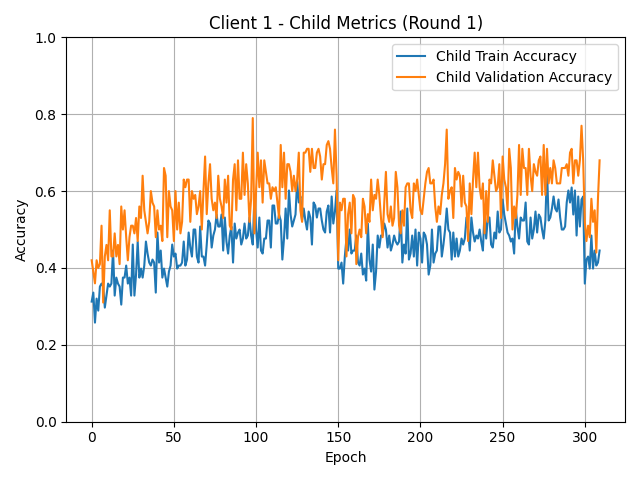 Client 1 - Child Metrics (Round 1)
Child Train Accuracy
Child Validation Accuracy
1.0
0.8
0.6
0.4
0.2
0.0
Accuracy
0 50 100 150 200 250 300
Epoch